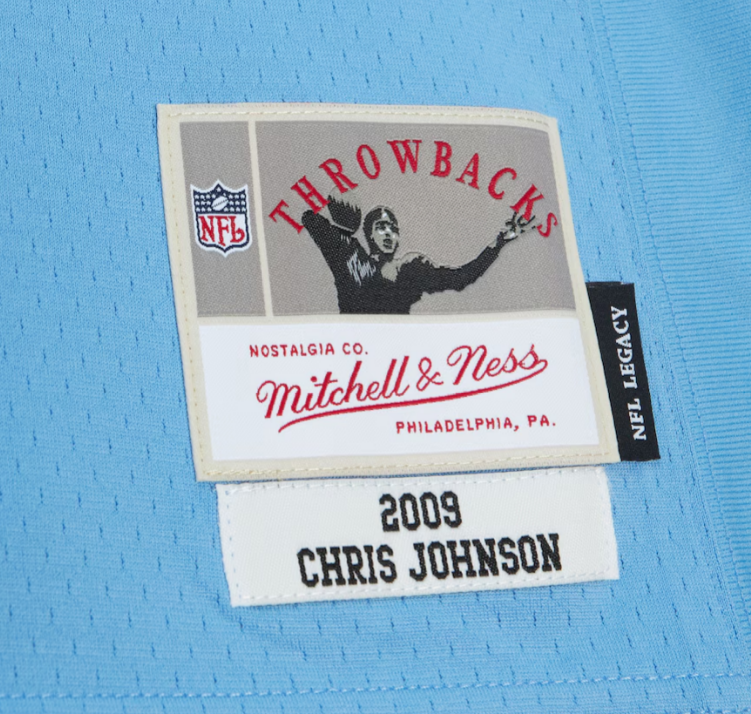 THROWBACKS
NFL
NOSTALGIA CO.
Mitchell & Ness
PHILADELPHIA, PA.
NFL LEGACY
2009
CHRIS JOHNSON